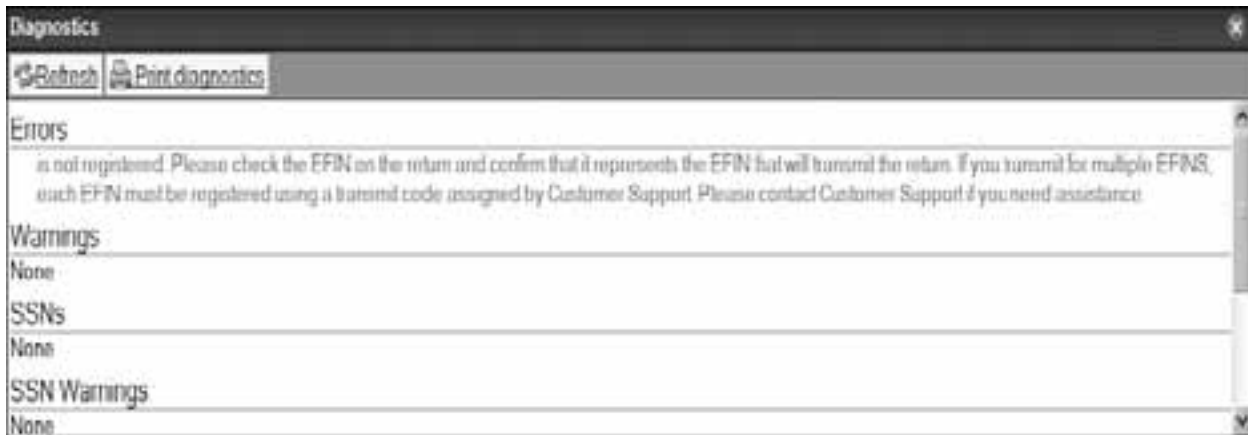 Diagnostics
Refresh Print diagnostics
Errors
is not registered. Please check the EFIN on the return and confirm that it represents the EFIN that will transmit the return. If you transmit for multiple EFINS,
each EFIN must be registered using a transmit code assigned by Customer Support. Please contact Customer Support if you need assistance.
Warnings
None
SSNs
None
SSN Warnings
None